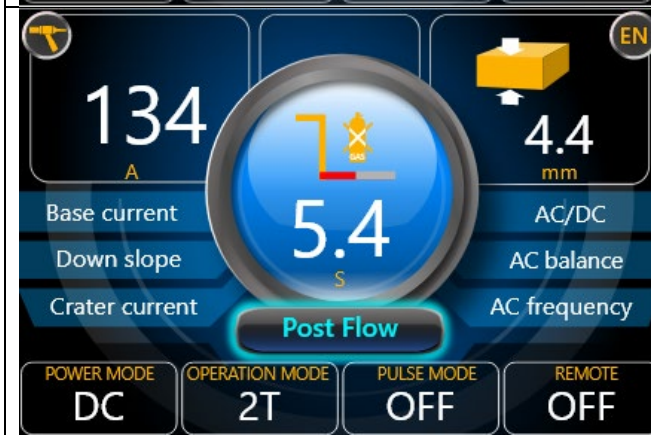 EN
134
A
GAS
5.4
S
4.4
mm
Base current
Down slope
Crater current
AC/DC
AC balance
AC frequency
Post Flow
POWER MODE
DC
OPERATION MODE
2T
PULSE MODE
OFF
REMOTE
OFF